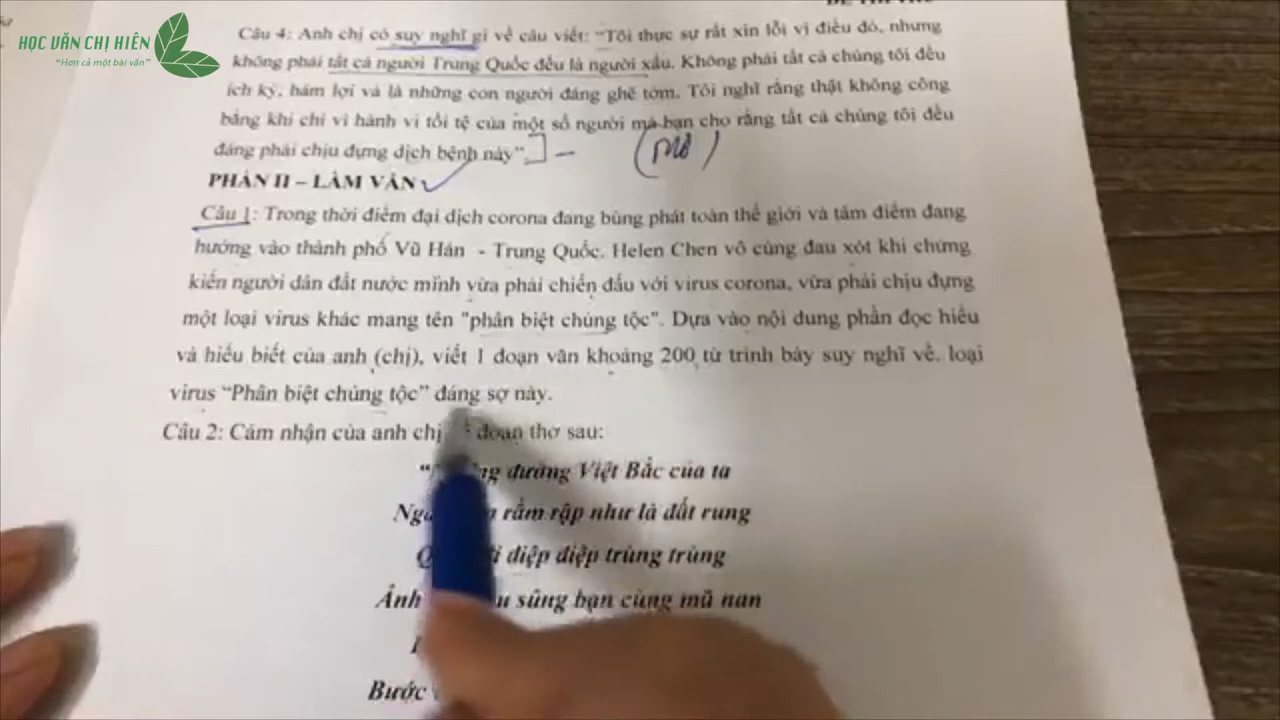 ĐỀ THI THỬ
HỌC VĂN CHỊ HIÊN
“Hơn cả một bài văn”
Câu 4: Anh chị có suy nghĩ gì về câu viết: “Tôi thực sự rất xin lỗi vì điều đó, nhưng
không phải tất cả người Trung Quốc đều là người xấu. Không phải tất cả chúng tôi đều
ích kỷ, hám lợi và là những con người đáng ghê tởm. Tôi nghĩ rằng thật không công
bằng khi chỉ vì hành vi tồi tệ của một số người mà bạn cho rằng tất cả chúng tôi đều
đáng phải chịu đựng dịch bệnh này”.
PHẦN II – LÀM VĂN
Câu 1: Trong thời điểm đại dịch corona đang bùng phát toàn thế giới và tâm điểm đang
hướng vào thành phố Vũ Hán - Trung Quốc. Helen Chen vô cùng đau xót khi chứng
kiến người dân đất nước mình vừa phải chiến đấu với virus corona, vừa phải chịu đựng
một loại virus khác mang tên "phân biệt chủng tộc". Dựa vào nội dung phần đọc hiểu
và hiểu biết của anh (chị), viết 1 đoạn văn khoảng 200 từ trình bày suy nghĩ về. loại
virus “Phân biệt chủng tộc” đáng sợ này.
Câu 2: Cảm nhận của anh chị đoạn thơ sau:
đường Việt Bắc của ta
rầm rập như là đất rung
điệp điệp trùng trùng
Ánh súng bạn cùng mũ nan
Bước